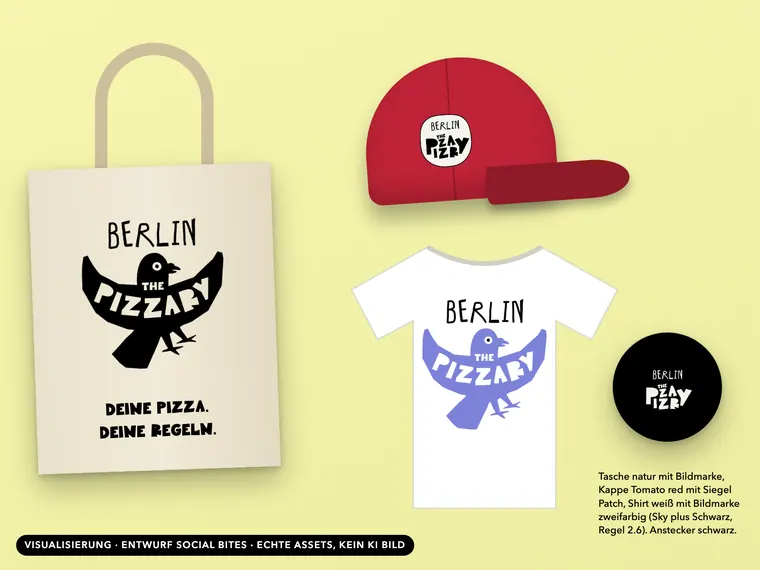 BERLIN
THE
PIZZARY
DEINE PIZZA.
DEINE REGELN.
BERLIN
THE
PIZZARY
BERLIN
THE
PIZZARY
BERLIN
THE
PIZZARY
Tasche natur mit Bildmarke,
Kappe Tomato red mit Siegel
Patch, Shirt weiß mit Bildmarke
zweifarbig (Sky plus Schwarz,
Regel 2.6). Anstecker schwarz.
VISUALISIERUNG · ENTWURF SOCIAL BITES · ECHTE ASSETS, KEIN KI BILD